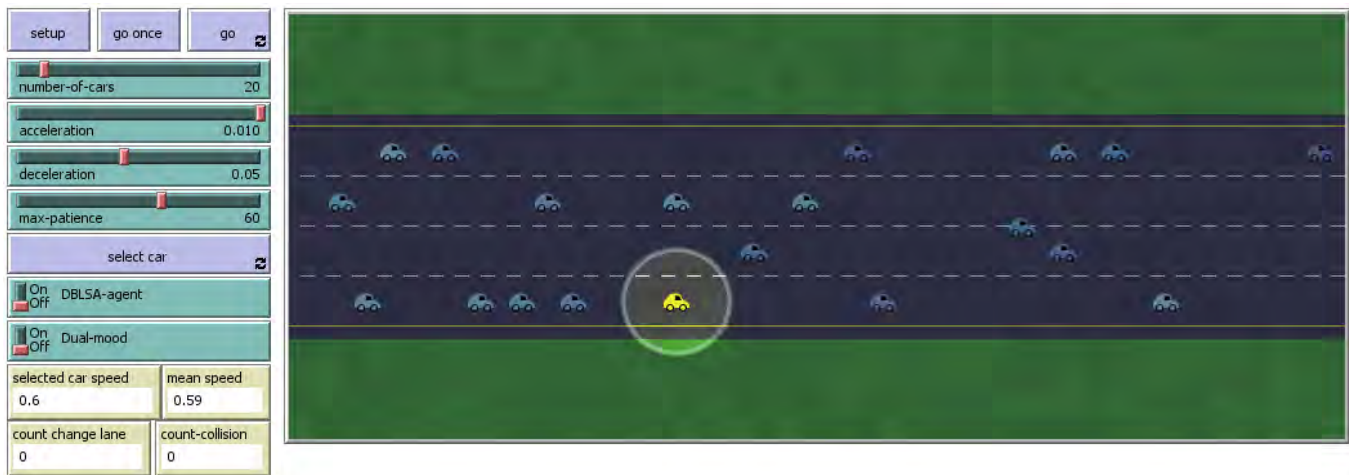 setup go once go
number-of-cars 20
acceleration 0.010
deceleration 0.05
max-patience 60
select car
On
Off DBLSA-agent
On
Off Dual-mood
selected car speed mean speed
0.6 0.59
count change lane count-collision
0 0